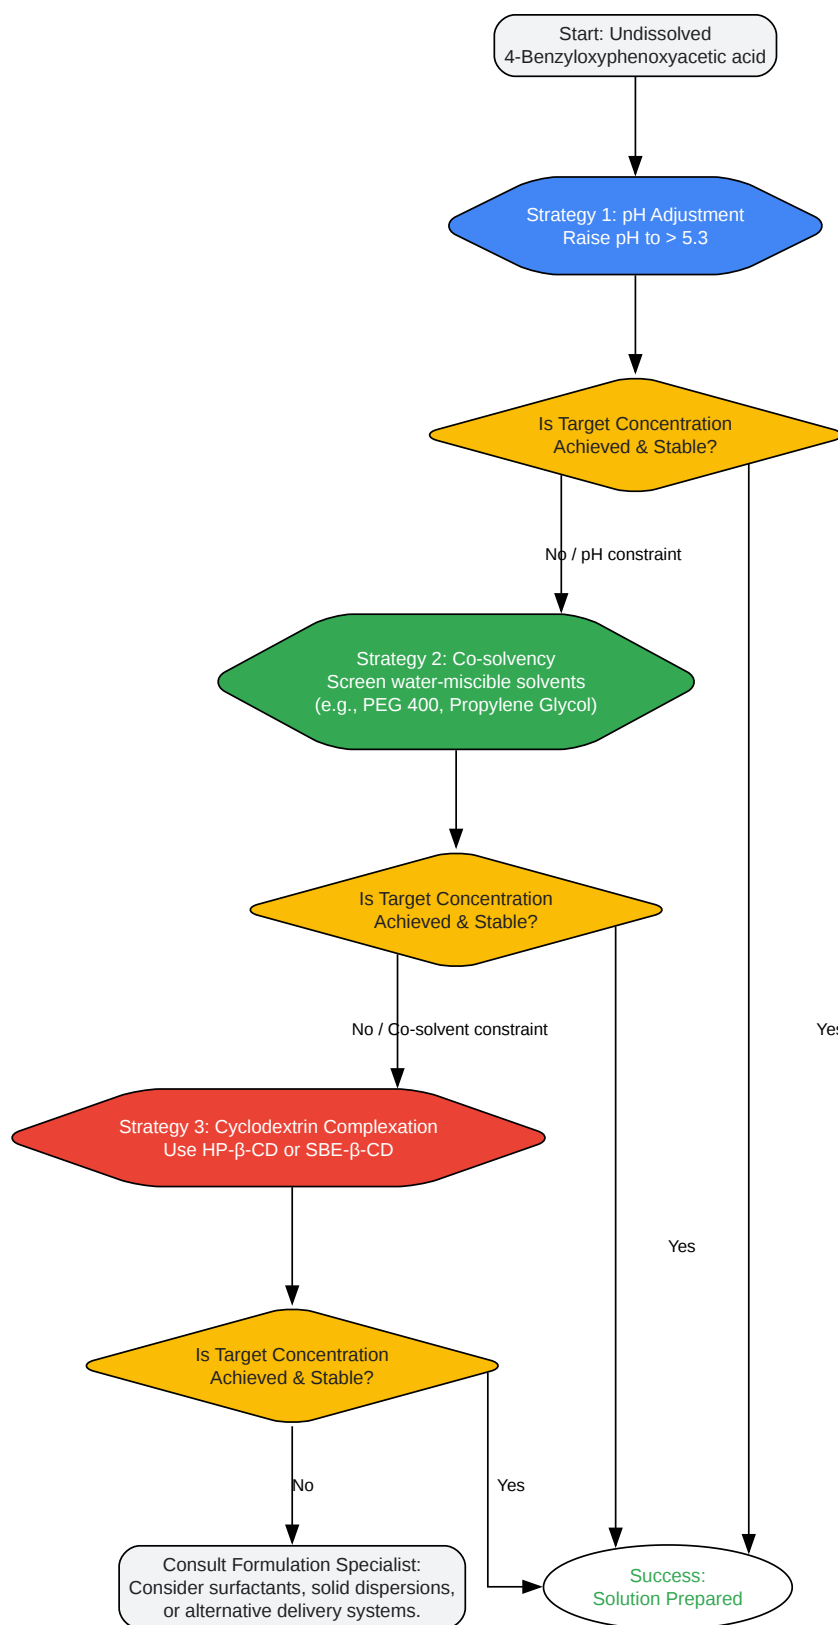 Start: Undissolved
4-Benzyloxyphenoxyacetic acid
Strategy 1: pH Adjustment
Raise pH to > 5.3
Is Target Concentration
Achieved & Stable?
No / pH constraint
Strategy 2: Co-solvency
Screen water-miscible solvents
(e.g., PEG 400, Propylene Glycol)
Is Target Concentration
Achieved & Stable?
No / Co-solvent constraint
Yes
Strategy 3: Cyclodextrin Complexation
Use HP-β-CD or SBE-β-CD
Yes
Is Target Concentration
Achieved & Stable?
No
Yes
Consult Formulation Specialist:
Consider surfactants, solid dispersions,
or alternative delivery systems.
Success:
Solution Prepared